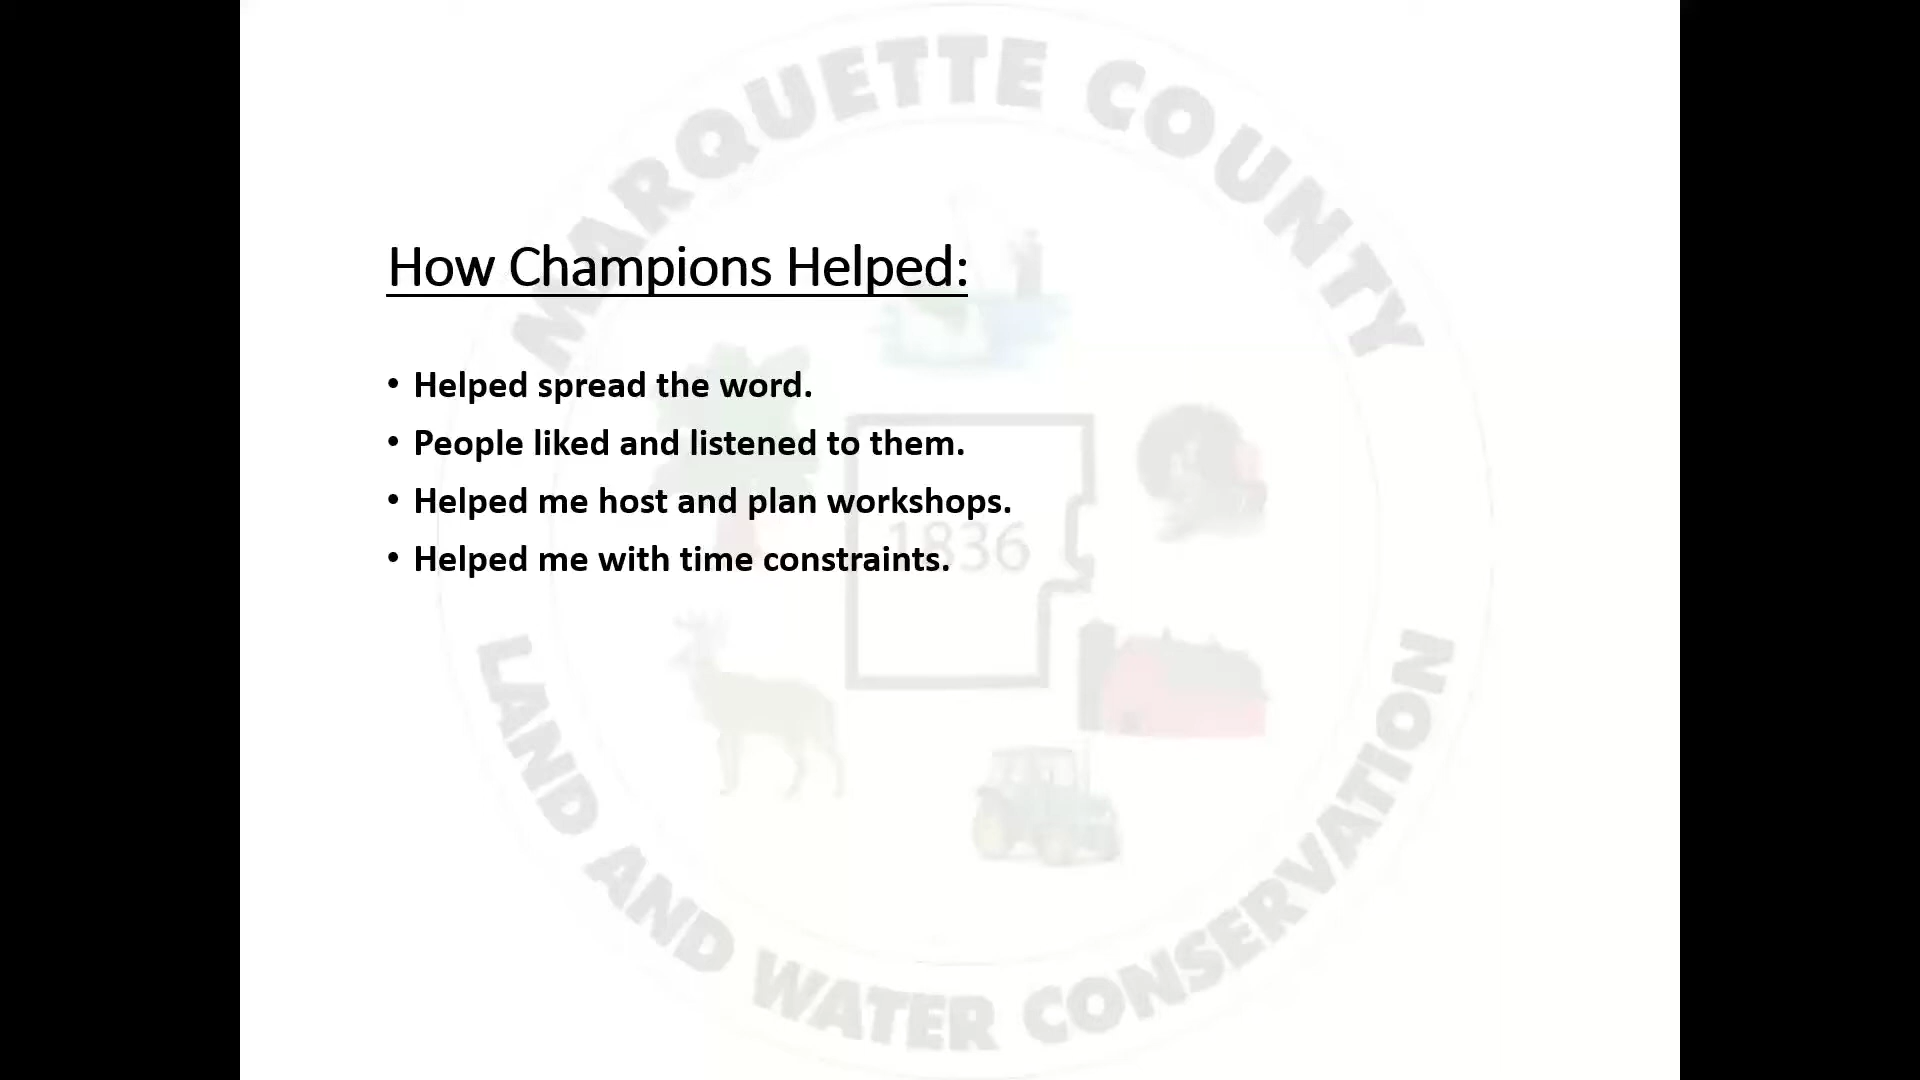 MARQUETTE COUNTY
How Champions Helped:
• Helped spread the word.
• People liked and listened to them.
• Helped me host and plan workshops.
• Helped me with time constraints.
1836
LAND AND WATER CONSERVATION